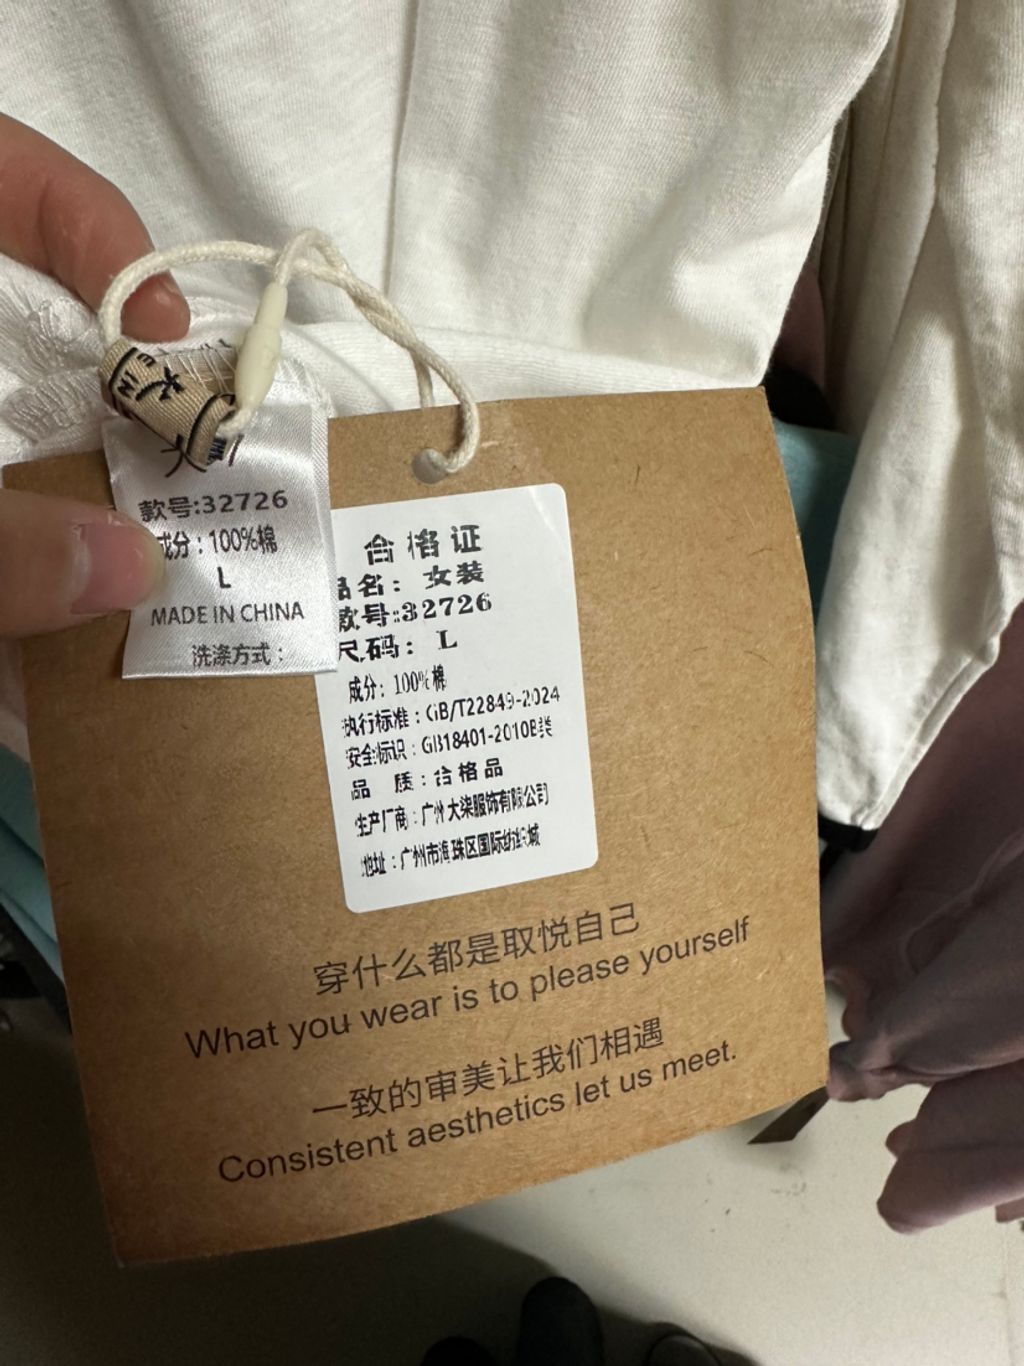 款号:32726
成分：100%棉
L
MADE IN CHINA
洗涤方式：
合格证
品名：女装
款号:32726
尺码：L
成分：100%棉
执行标准：GB/T22849-2024
安全标识：GB18401-2010B类
品 质：合格品
生产厂商：广州大柒服饰有限公司
地址：广州市海珠区国际纺织城
穿什么都是取悦自己
What you wear is to please yourself
一致的审美让我们相遇
Consistent aesthetics let us meet.